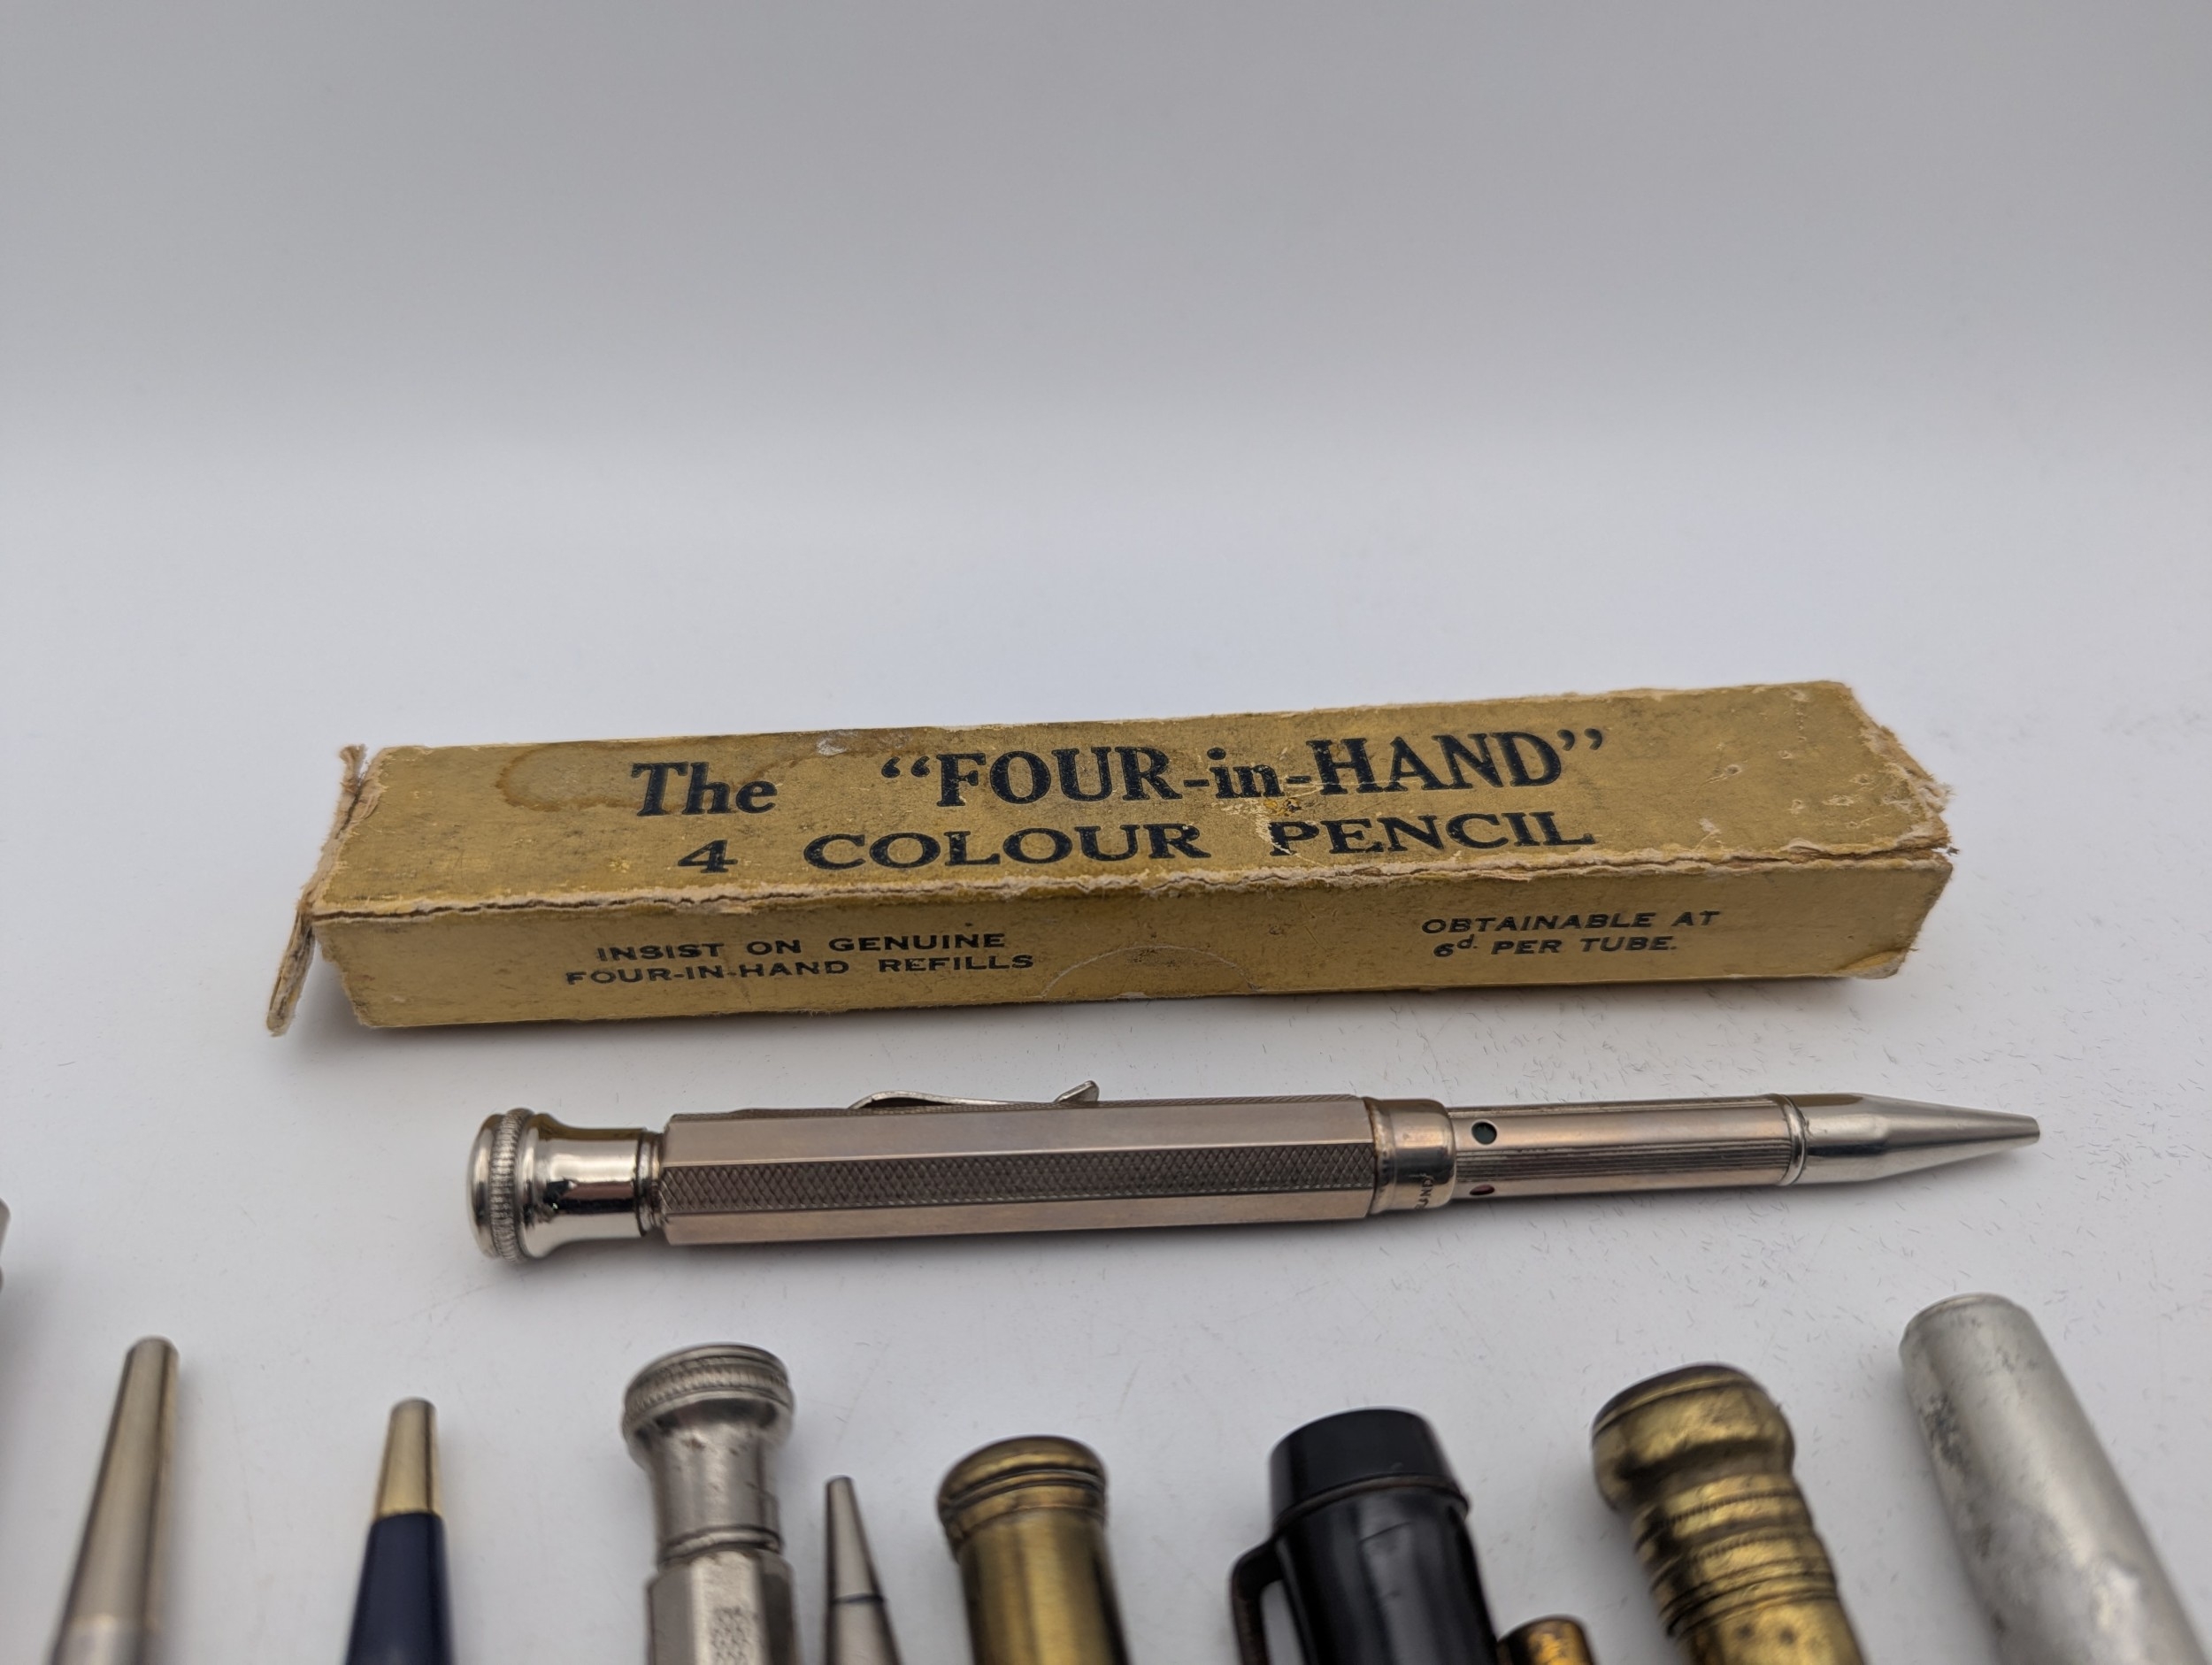 The "FOUR-in-HAND"
4 COLOUR PENCIL
INSIST ON GENUINE
FOUR-IN-HAND REFILLS
OBTAINABLE AT
6d. PER TUBE.